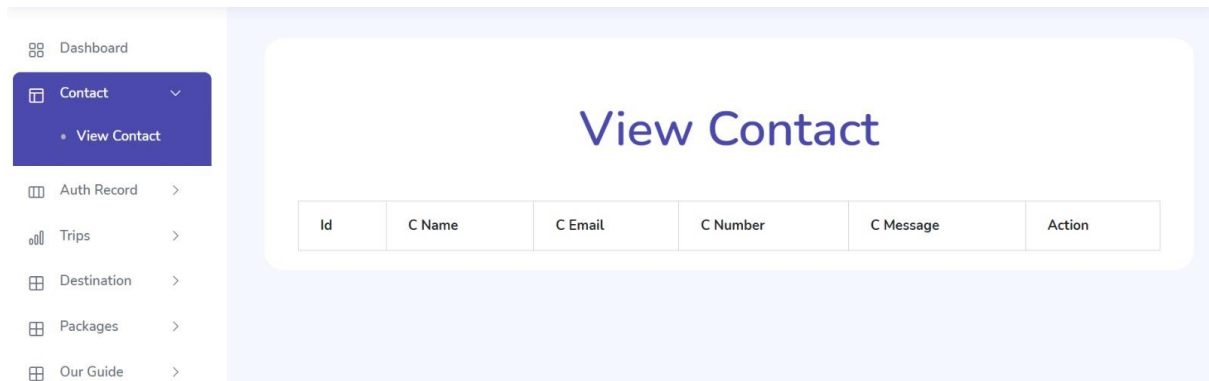 Dashboard
Contact
View Contact
Auth Record
Trips
Destination
Packages
Our Guide
View Contact
Id C Name C Email C Number C Message Action